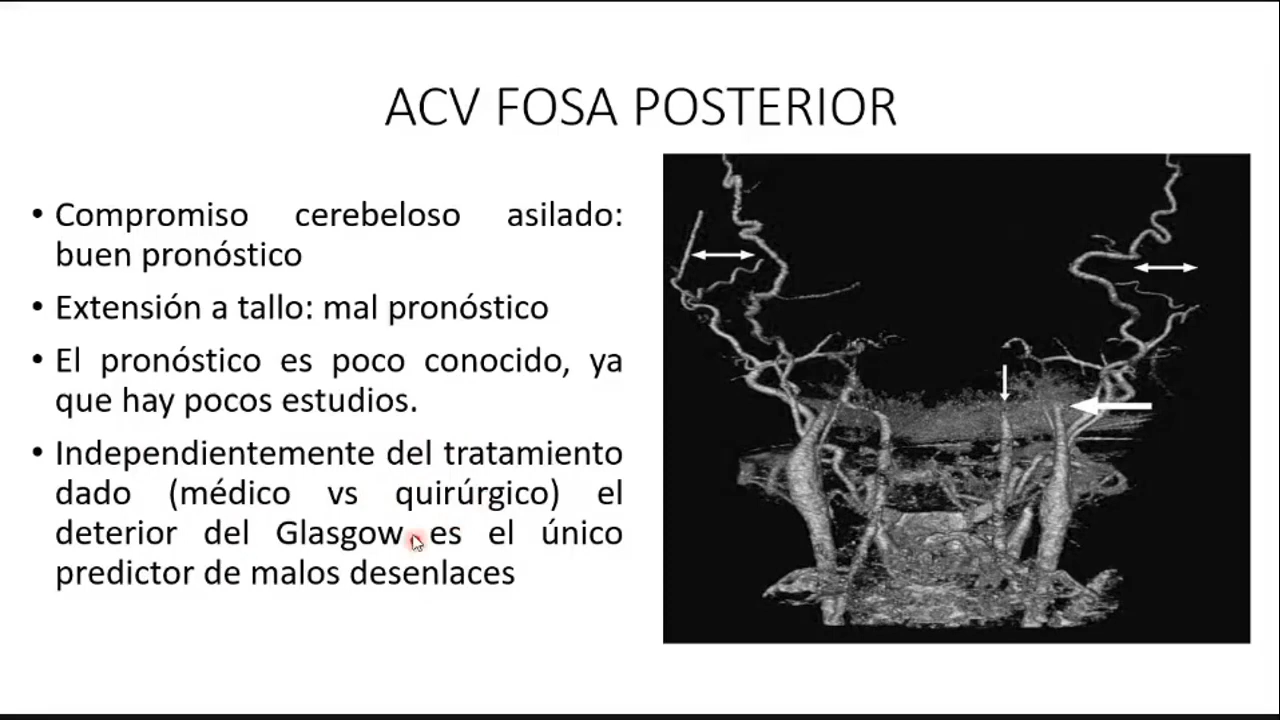 ACV FOSA POSTERIOR
• Compromiso cerebeloso asilado:
buen pronóstico
• Extensión a tallo: mal pronóstico
• El pronóstico es poco conocido, ya
que hay pocos estudios.
• Independientemente del tratamiento
dado (médico vs quirúrgico) el
deterior del Glasgow es el único
predictor de malos desenlaces